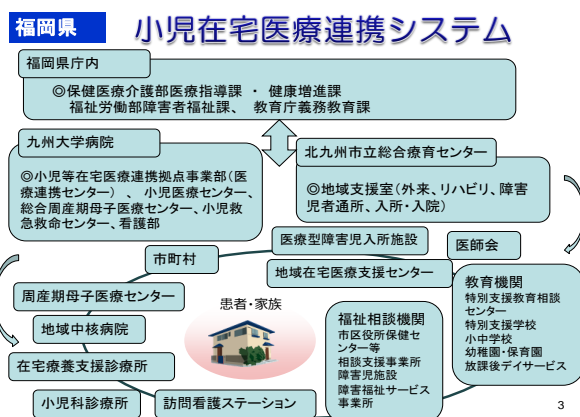 福岡県
小児在宅医療連携システム
福岡県庁内
◎保健医療介護部医療指導課 ・ 健康増進課
福祉労働部障害者福祉課、 教育庁義務教育課
九州大学病院
◎小児等在宅医療連携拠点事業部(医
療連携センター) 、 小児医療センター、
総合周産期母子医療センター、小児救
急救命センター、看護部
北九州市立総合療育センター
◎地域支援室(外来、リハビリ、障害
児者通所、入所・入院)
医療型障害児入所施設
医師会
市町村
地域在宅医療支援センター
教育機関
特別支援教育相談
センター
特別支援学校
小中学校
幼稚園・保育園
放課後デイサービス
周産期母子医療センター
患者・家族
地域中核病院
福祉相談機関
市区役所保健セ
ンター等
相談支援事業所
障害児施設
障害福祉サービス
事業所
在宅療養支援診療所
小児科診療所
訪問看護ステーション
3